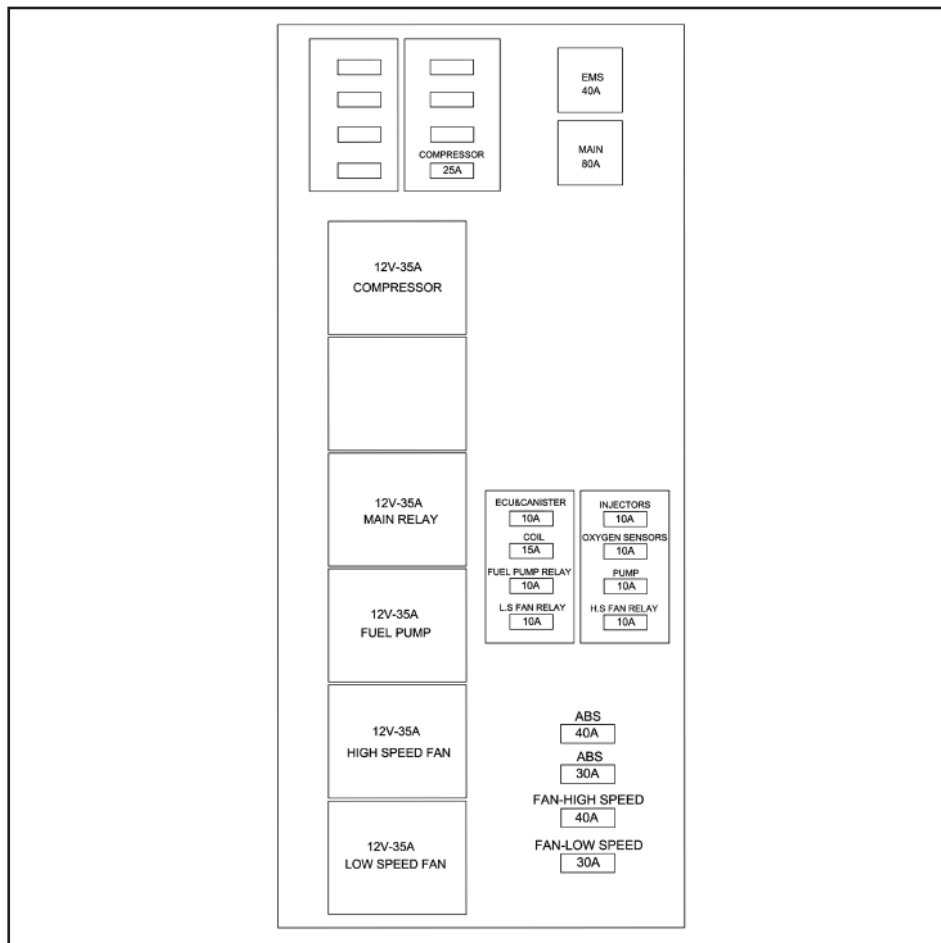 EMS
40A
MAIN
80A
COMPRESSOR
25A
12V-35A
COMPRESSOR
12V-35A
MAIN RELAY
12V-35A
FUEL PUMP
12V-35A
HIGH SPEED FAN
12V-35A
LOW SPEED FAN
ECU&CANISTER
10A
COIL
15A
FUEL PUMP RELAY
10A
L.S FAN RELAY
10A
INJECTORS
10A
OXYGEN SENSORS
10A
PUMP
10A
H.S FAN RELAY
10A
ABS
40A
ABS
30A
FAN-HIGH SPEED
40A
FAN-LOW SPEED
30A